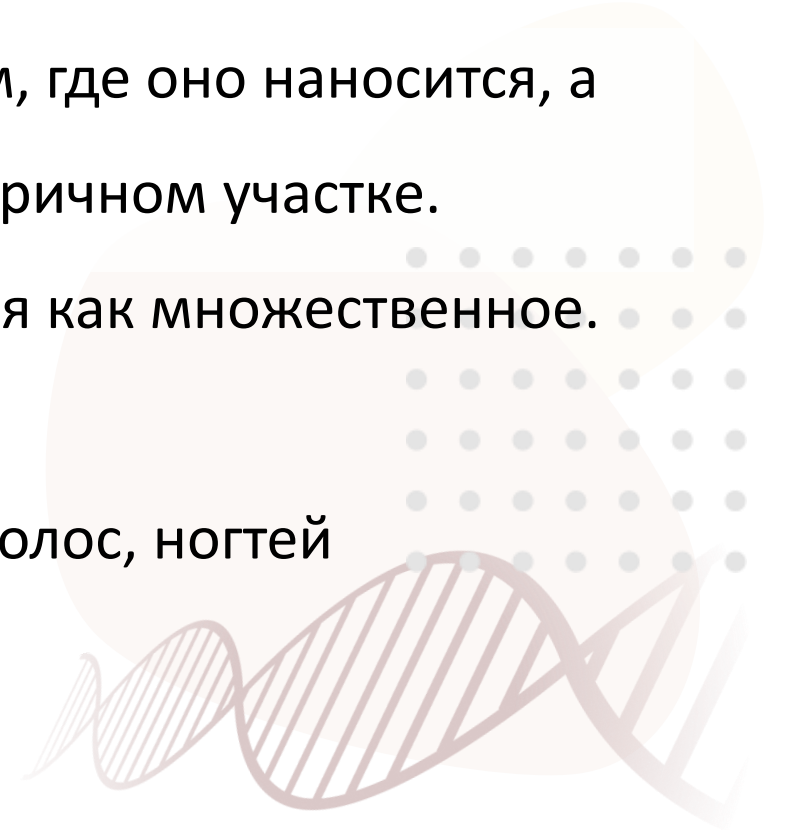 м, где оно наносится, а
ричном участке.
я как множественное.
олос, ногтей